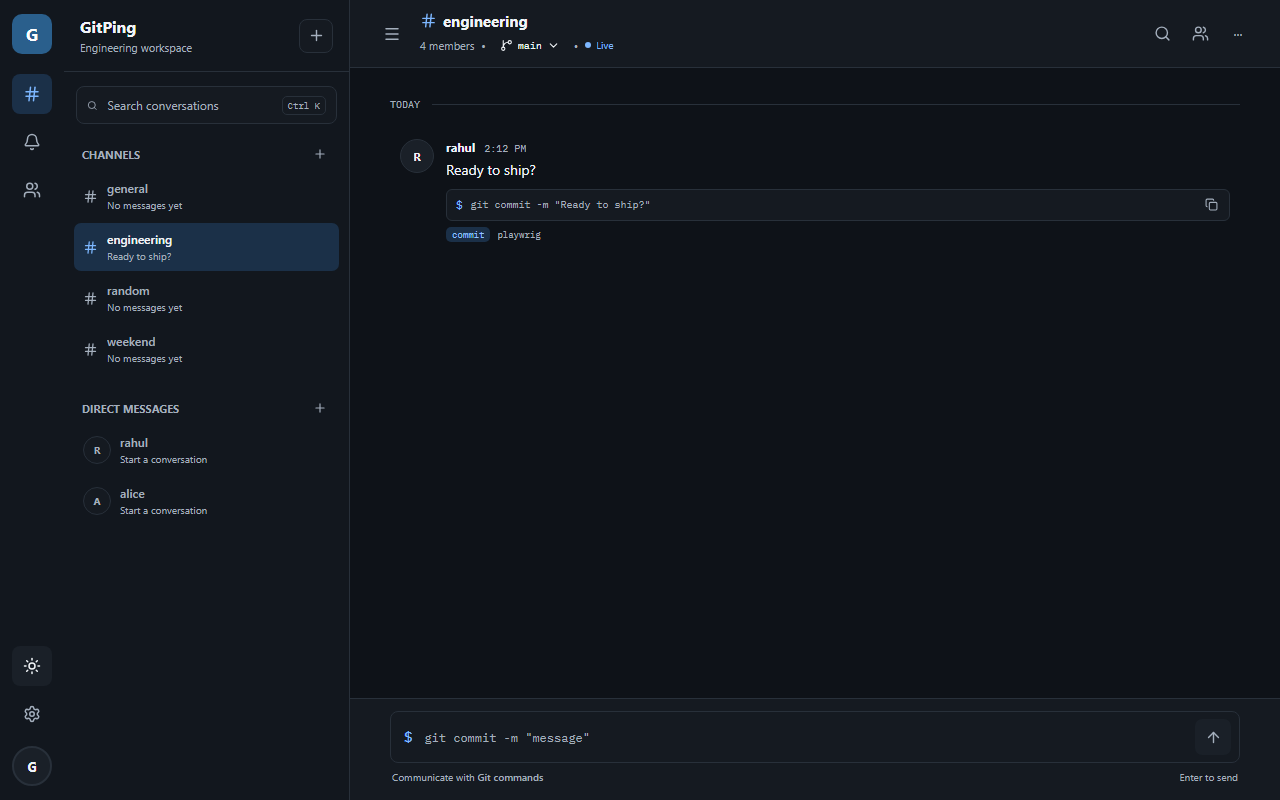 G
GitPing
Engineering workspace
Search conversations
Ctrl K
CHANNELS
general
No messages yet
engineering
Ready to ship?
random
No messages yet
weekend
No messages yet
DIRECT MESSAGES
R
rahul
Start a conversation
A
alice
Start a conversation
G
# engineering
4 members • main • Live
TODAY
R
rahul 2:12 PM
Ready to ship?
$ git commit -m "Ready to ship?"
commit playwrig
$ git commit -m "message"
Communicate with Git commands
Enter to send